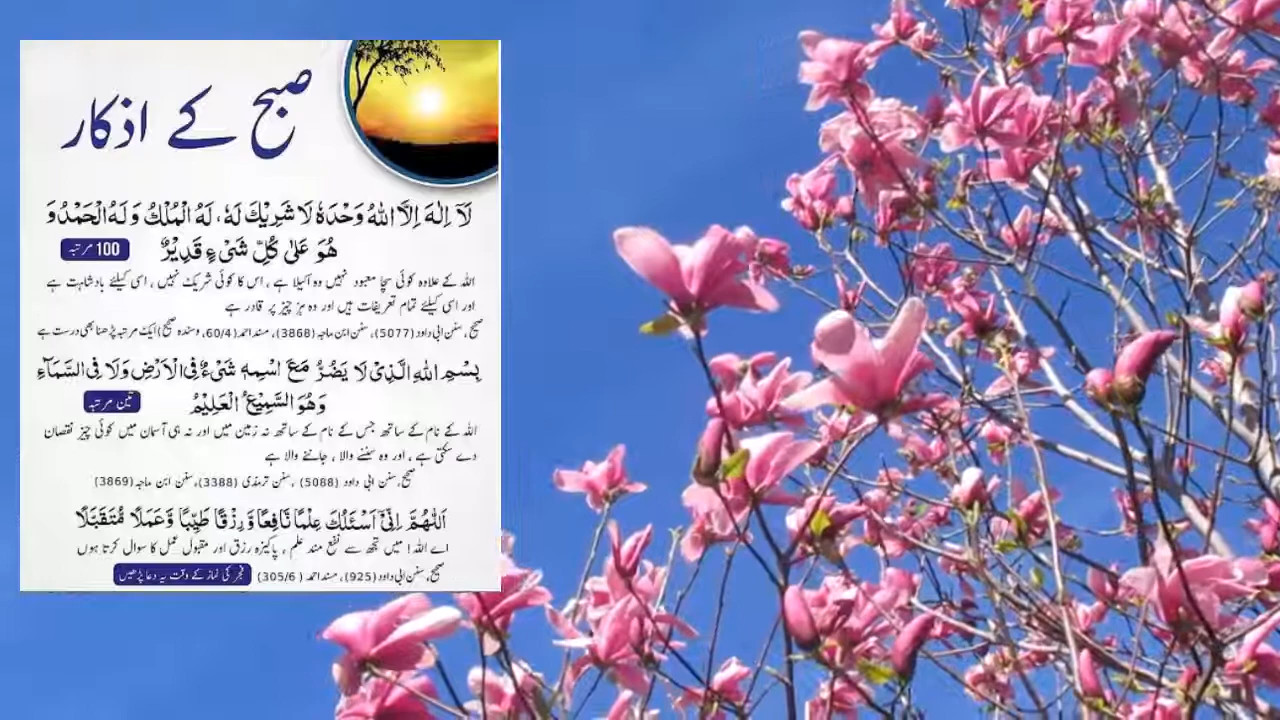 صبح کے اذکار
لَآ اِلٰهَ اِلَّا اللهُ وَحْدَهٗ لَا شَرِيْكَ لَهٗ، لَهُ الْمُلْكُ وَلَهُ الْحَمْدُ وَ
هُوَ عَلٰى كُلِّ شَیْءٍ قَدِيْرٌ 100 مرتبہ
اللہ کے علاوہ کوئی سچا معبود نہیں وہ اکیلا ہے ، اس کا کوئی شریک نہیں ، اسی کیلئے بادشاہت ہے
اور اسی کیلئے تمام تعریفات ہیں اور وہ ہر چیز پر قادر ہے
صحیح ، سنن ابی داود (5077)، سنن ابن ماجہ (3868)، مسند احمد (60/4، وسندہ صحیح) ایک مرتبہ پڑھنا بھی درست ہے
بِسْمِ اللهِ الَّذِیْ لَا يَضُرُّ مَعَ اسْمِهٖ شَیْءٌ فِی الْاَرْضِ وَلَا فِی السَّمَآءِ
وَهُوَ السَّمِيْعُ الْعَلِيْمُ تین مرتبہ
اللہ کے نام کے ساتھ جس کے نام کے ساتھ نہ زمین میں اور نہ ہی آسمان میں کوئی چیز نقصان
دے سکتی ہے ، اور وہ سننے والا ، جاننے والا ہے
صحیح، سنن ابی داود (5088) ،سنن ترمذی (3388)،سنن ابن ماجہ (3869)
اَللّٰهُمَّ اِنِّیْٓ اَسْئَلُكَ عِلْمًا نَّافِعًا وَّ رِزْقًا طَيِّبًا وَّ عَمَلًا مُّتَقَبَّلًا
اے اللہ! میں تجھ سے نفع مند علم ، پاکیزہ رزق اور مقبول عمل کا سوال کرتا ہوں
صحیح، سنن ابی داود (925)، مسند احمد ( 305/6) فجر کی نماز کے وقت یہ دعا پڑھیں